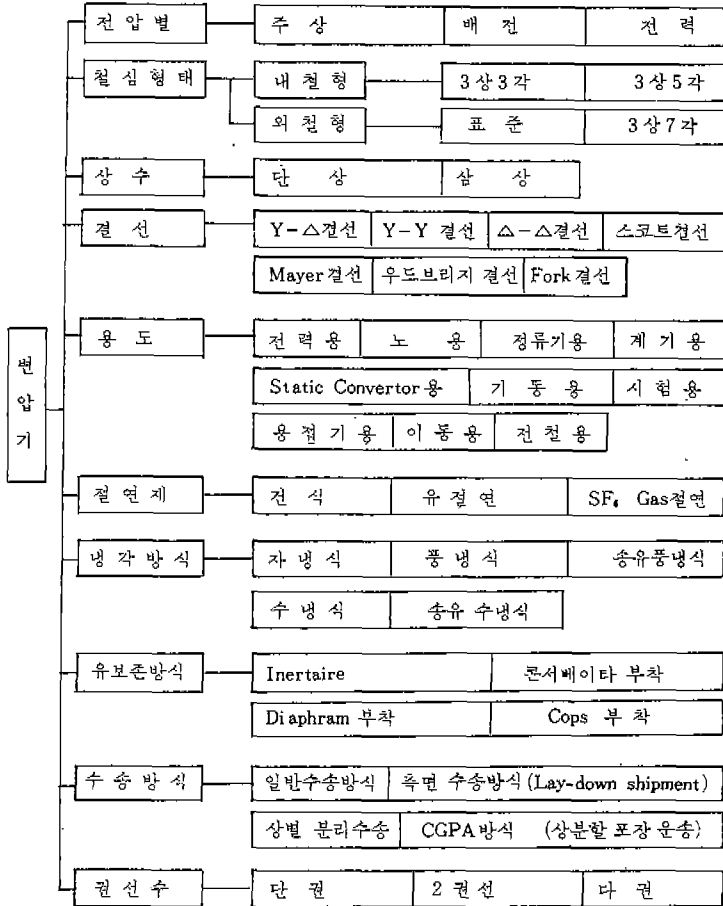 전압별 주상 배전 전력
철심형태 내철형 3상3각 3상5각
외철형 표준 3상7각
상수 단상 삼상
결선 Y-△결선 Y-Y 결선 △-△결선 스코트결선
Mayer결선 우드브리지 결선 Fork결선
변압기
용도 전력용 노용 정류기용 계기용
Static Convertor용 기동용 시험용
용접기용 이동용 전철용
절연재 건식 유절연 SF₆ Gas절연
냉각방식 자냉식 풍냉식 송유풍냉식
수냉식 송유 수냉식
유보존방식 Inertaire 콘서베이타 부착
Diaphram 부착 Cops 부착
수송방식 일반수송방식 측면 수송방식(Lay-down shipment)
상별 분리수송 CGPA방식 (상분할 포장 운송)
권선수 단권 2권선 다권